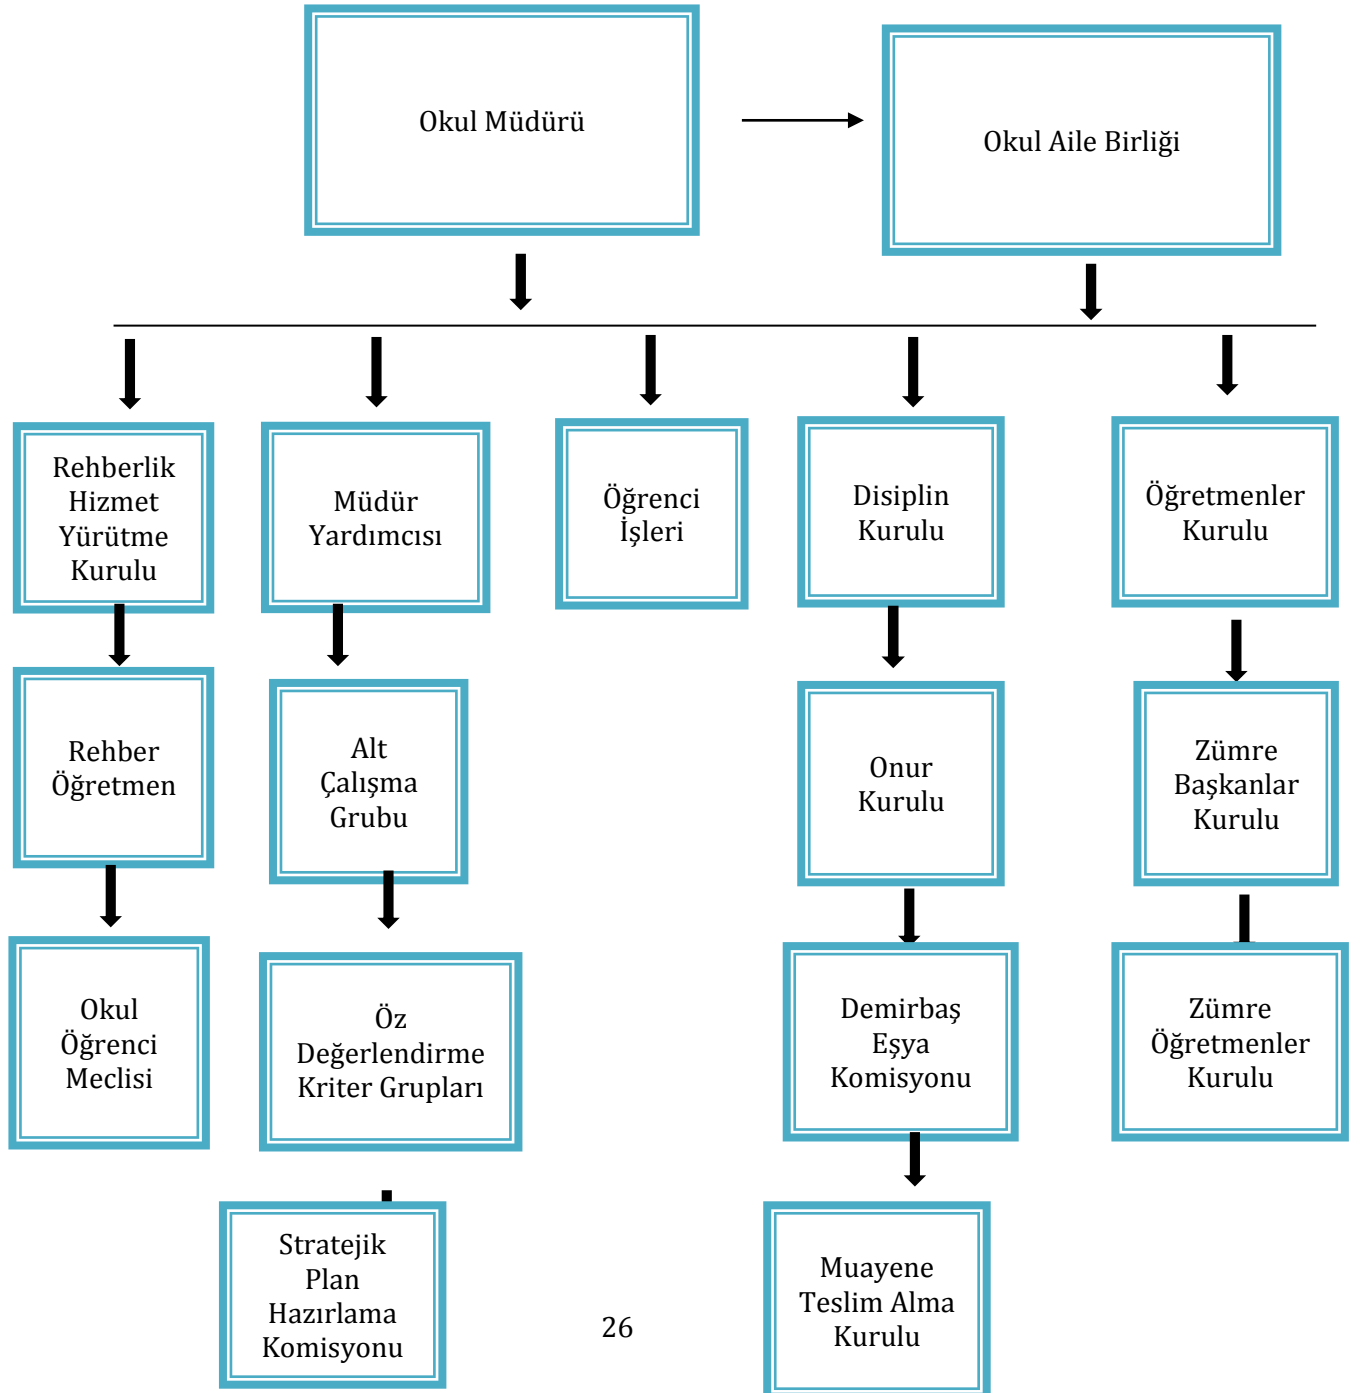 Okul Müdürü
Okul Aile Birliği
Rehberlik
Hizmet
Yürütme
Kurulu
Müdür
Yardımcısı
Öğrenci
İşleri
Disiplin
Kurulu
Öğretmenler
Kurulu
Rehber
Öğretmen
Alt
Çalışma
Grubu
Onur
Kurulu
Zümre
Başkanlar
Kurulu
Okul
Öğrenci
Meclisi
Öz
Değerlendirme
Kriter Grupları
Demirbaş
Eşya
Komisyonu
Zümre
Öğretmenler
Kurulu
Stratejik
Plan
Hazırlama
Komisyonu
Muayene
Teslim Alma
Kurulu
26